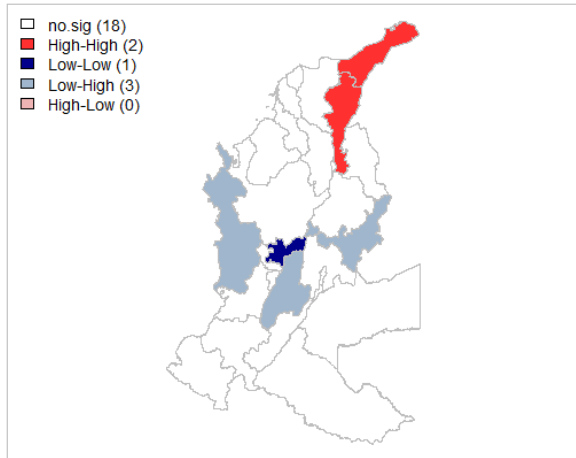 no.sig (18)
High-High (2)
Low-Low (1)
Low-High (3)
High-Low (0)